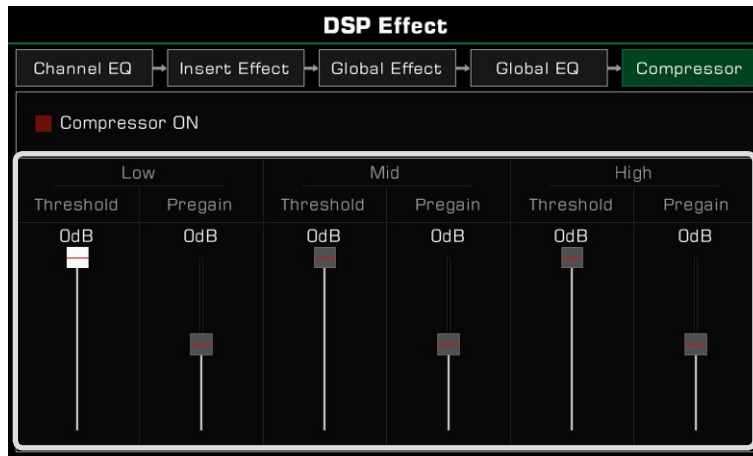 DSP Effect
Channel EQ Insert Effect Global Effect Global EQ Compressor
Compressor ON
Low Mid High
Threshold Pregain Threshold Pregain Threshold Pregain
0dB 0dB 0dB 0dB 0dB 0dB